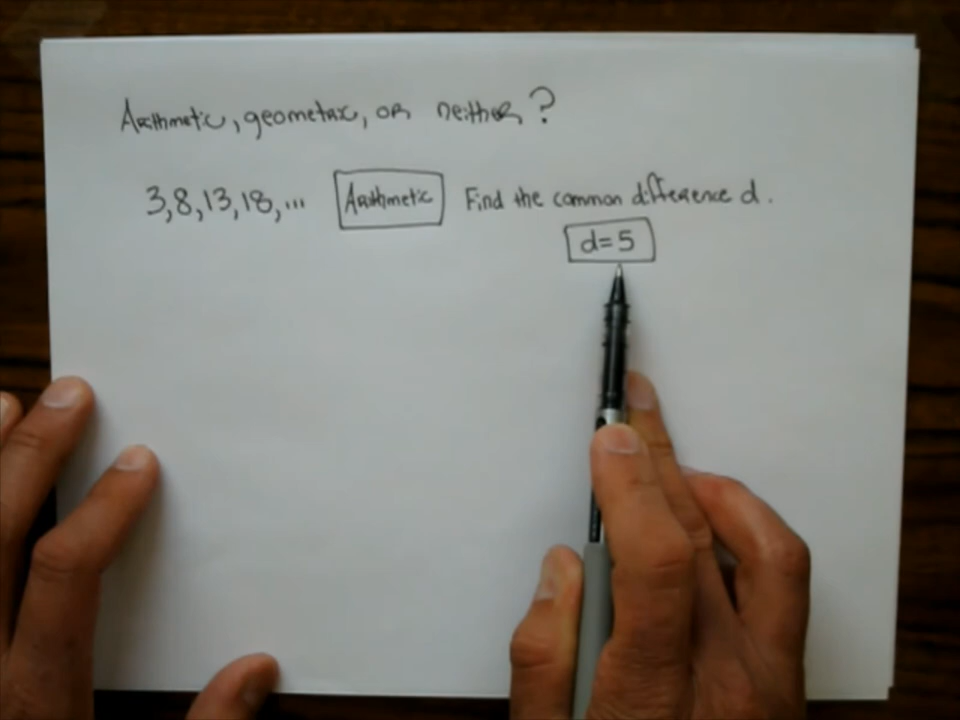 Arithmetic, geometric, or neither?
3,8,13,18,... Arithmetic Find the common difference d.
d=5